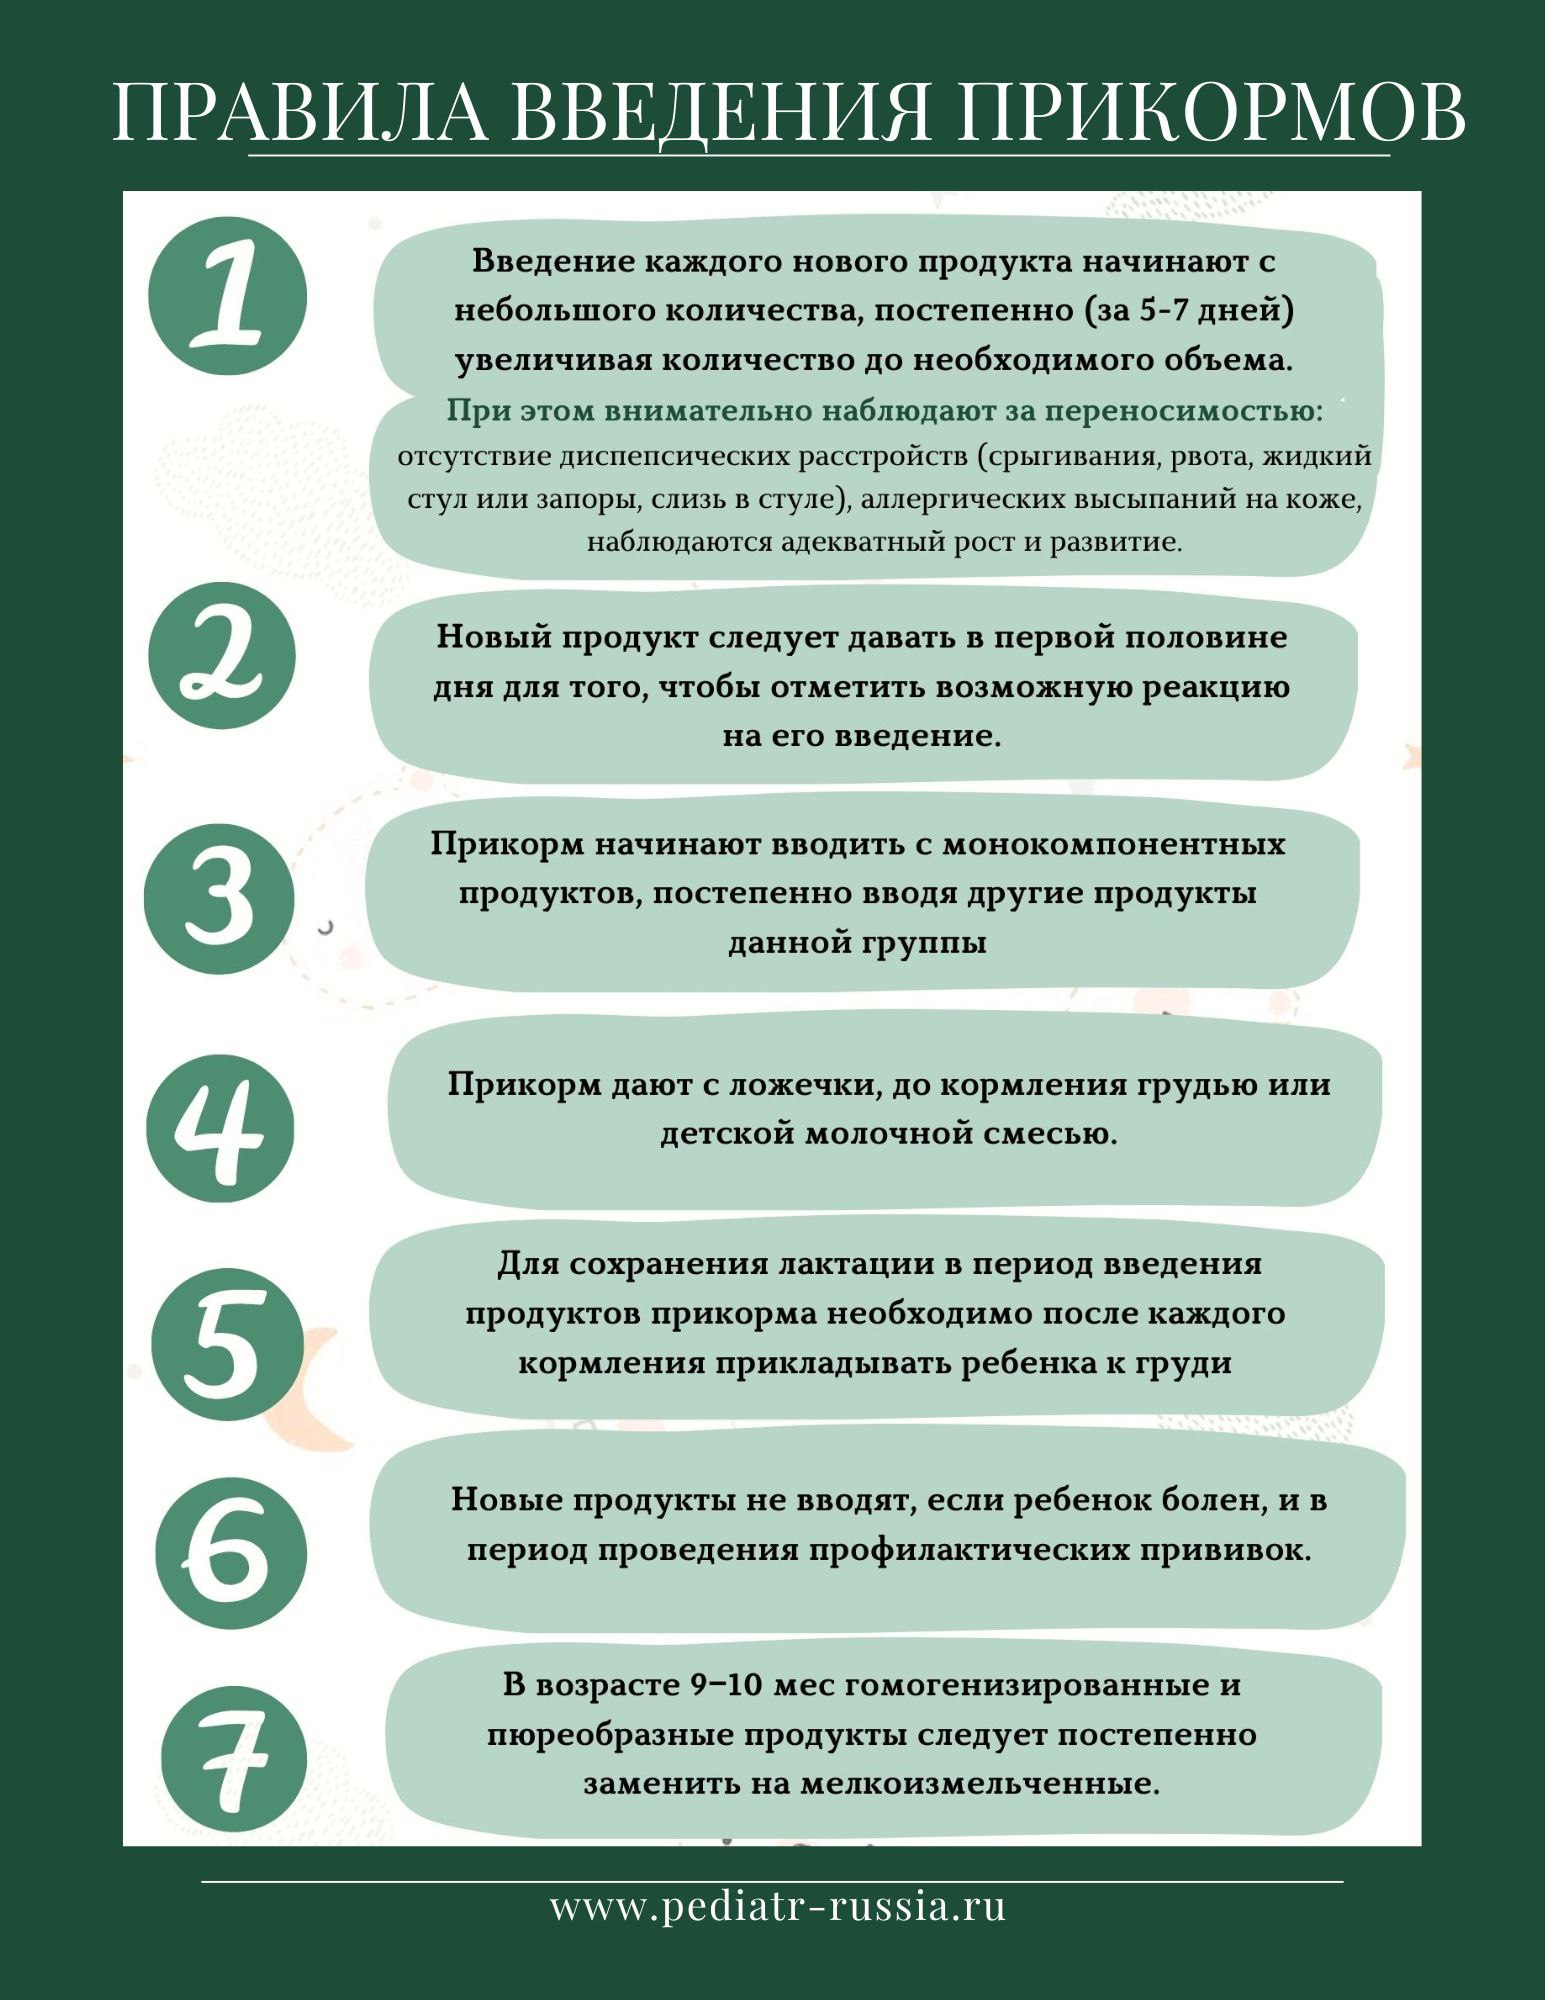 ПРАВИЛА ВВЕДЕНИЯ ПРИКОРМОВ
1
Введение каждого нового продукта начинают с
небольшого количества, постепенно (за 5-7 дней)
увеличивая количество до необходимого объема.
При этом внимательно наблюдают за переносимостью:
отсутствие диспепсических расстройств (срыгивания, рвота, жидкий
стул или запоры, слизь в стуле), аллергических высыпаний на коже,
наблюдаются адекватный рост и развитие.
2
Новый продукт следует давать в первой половине
дня для того, чтобы отметить возможную реакцию
на его введение.
3
Прикорм начинают вводить с монокомпонентных
продуктов, постепенно вводя другие продукты
данной группы
4
Прикорм дают с ложечки, до кормления грудью или
детской молочной смесью.
5
Для сохранения лактации в период введения
продуктов прикорма необходимо после каждого
кормления прикладывать ребенка к груди
6
Новые продукты не вводят, если ребенок болен, и в
период проведения профилактических прививок.
7
В возрасте 9–10 мес гомогенизированные и
пюреобразные продукты следует постепенно
заменить на мелкоизмельченные.
www.pediatr-russia.ru